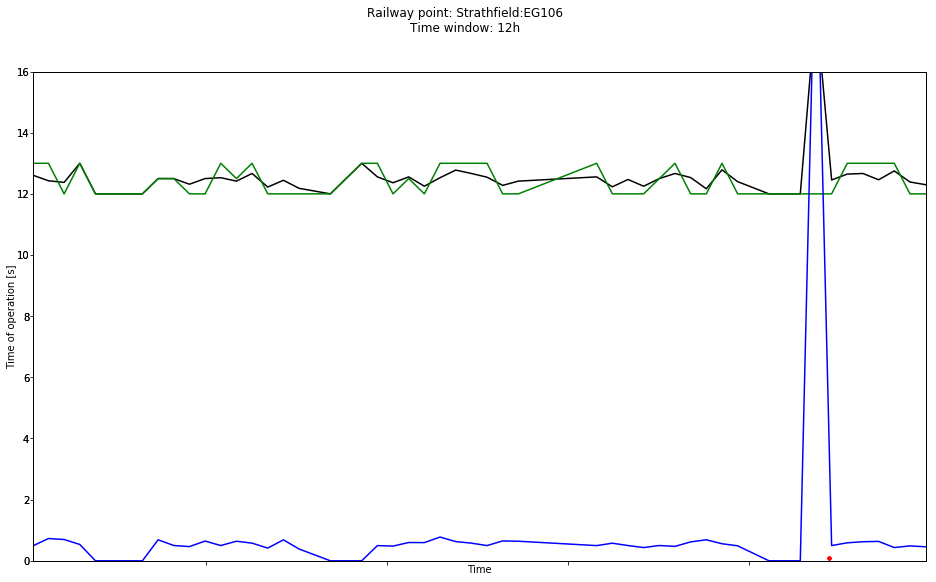 Railway point: Strathfield:EG106
Time window: 12h
16
14
12
10
8
6
4
2
0
Time of operation [s]
Time